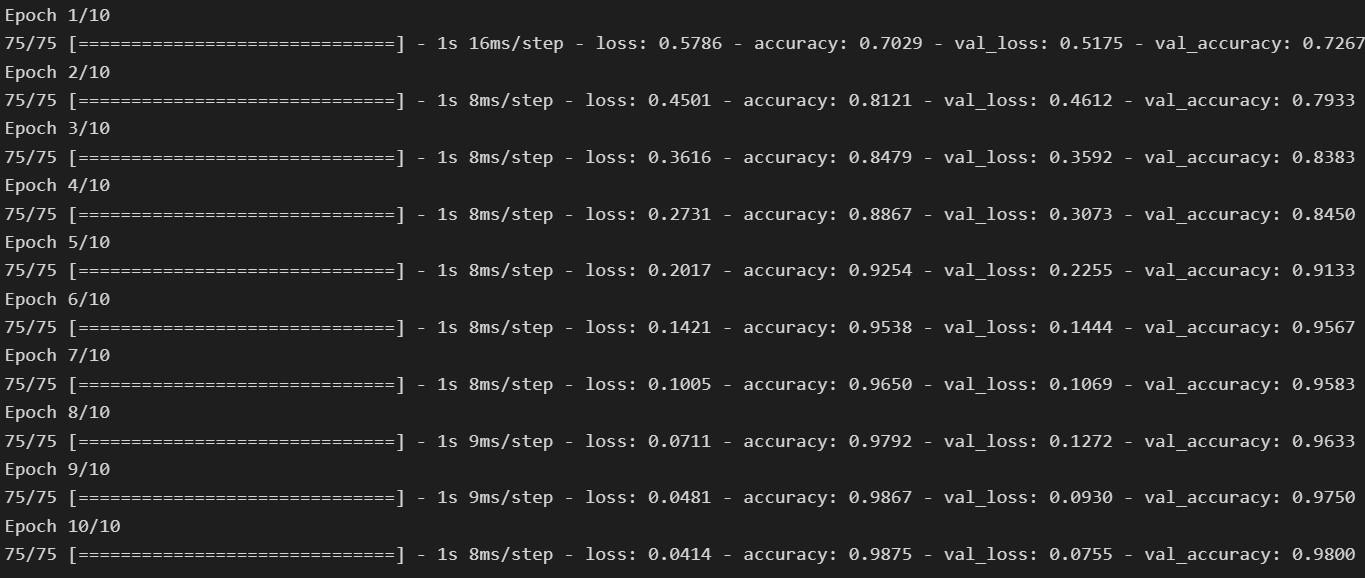 Epoch 1/10
75/75 [==============================] - 1s 16ms/step - loss: 0.5786 - accuracy: 0.7029 - val_loss: 0.5175 - val_accuracy: 0.7267
Epoch 2/10
75/75 [==============================] - 1s 8ms/step - loss: 0.4501 - accuracy: 0.8121 - val_loss: 0.4612 - val_accuracy: 0.7933
Epoch 3/10
75/75 [==============================] - 1s 8ms/step - loss: 0.3616 - accuracy: 0.8479 - val_loss: 0.3592 - val_accuracy: 0.8383
Epoch 4/10
75/75 [==============================] - 1s 8ms/step - loss: 0.2731 - accuracy: 0.8867 - val_loss: 0.3073 - val_accuracy: 0.8450
Epoch 5/10
75/75 [==============================] - 1s 8ms/step - loss: 0.2017 - accuracy: 0.9254 - val_loss: 0.2255 - val_accuracy: 0.9133
Epoch 6/10
75/75 [==============================] - 1s 8ms/step - loss: 0.1421 - accuracy: 0.9538 - val_loss: 0.1444 - val_accuracy: 0.9567
Epoch 7/10
75/75 [==============================] - 1s 8ms/step - loss: 0.1005 - accuracy: 0.9650 - val_loss: 0.1069 - val_accuracy: 0.9583
Epoch 8/10
75/75 [==============================] - 1s 9ms/step - loss: 0.0711 - accuracy: 0.9792 - val_loss: 0.1272 - val_accuracy: 0.9633
Epoch 9/10
75/75 [==============================] - 1s 9ms/step - loss: 0.0481 - accuracy: 0.9867 - val_loss: 0.0930 - val_accuracy: 0.9750
Epoch 10/10
75/75 [==============================] - 1s 8ms/step - loss: 0.0414 - accuracy: 0.9875 - val_loss: 0.0755 - val_accuracy: 0.9800